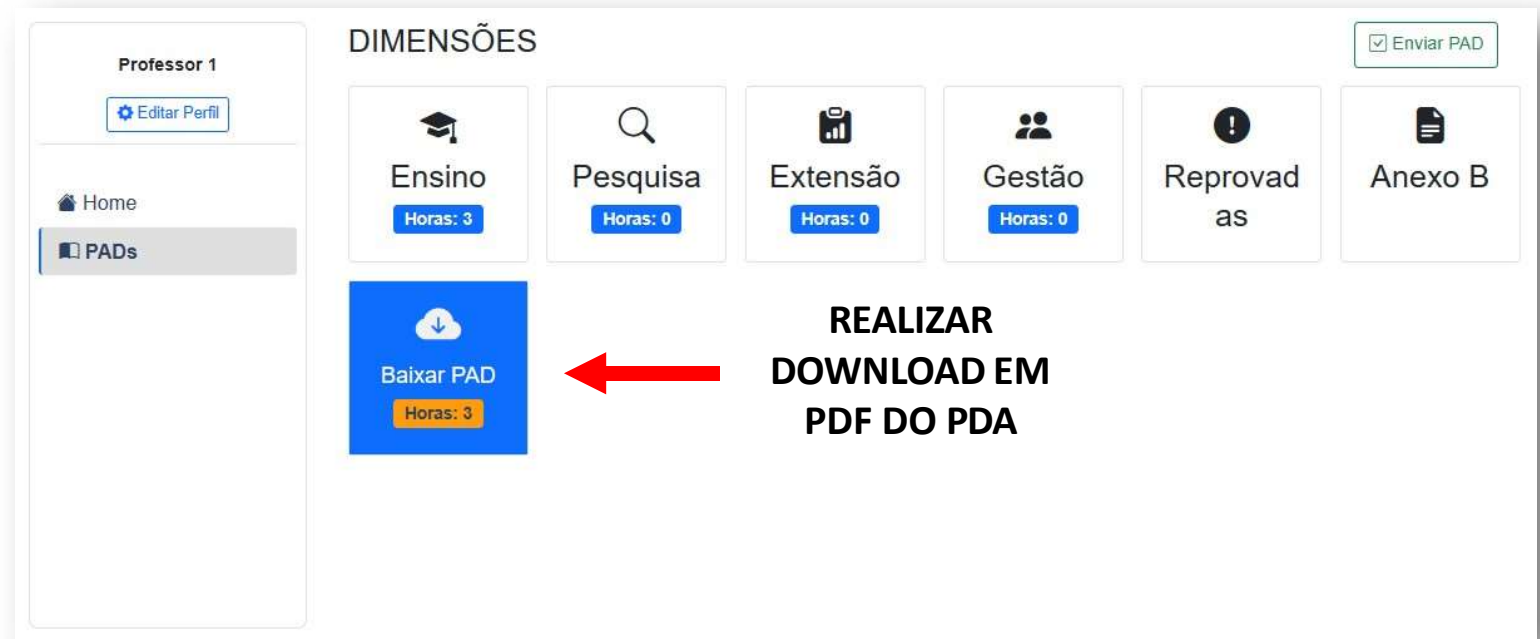 Professor 1
Editar Perfil
Home
PADs
DIMENSÕES
Enviar PAD
Ensino
Horas: 3
Pesquisa
Horas: 0
Extensão
Horas: 0
Gestão
Horas: 0
Reprovad
as
Anexo B
Baixar PAD
Horas: 3
REALIZAR
DOWNLOAD EM
PDF DO PDA